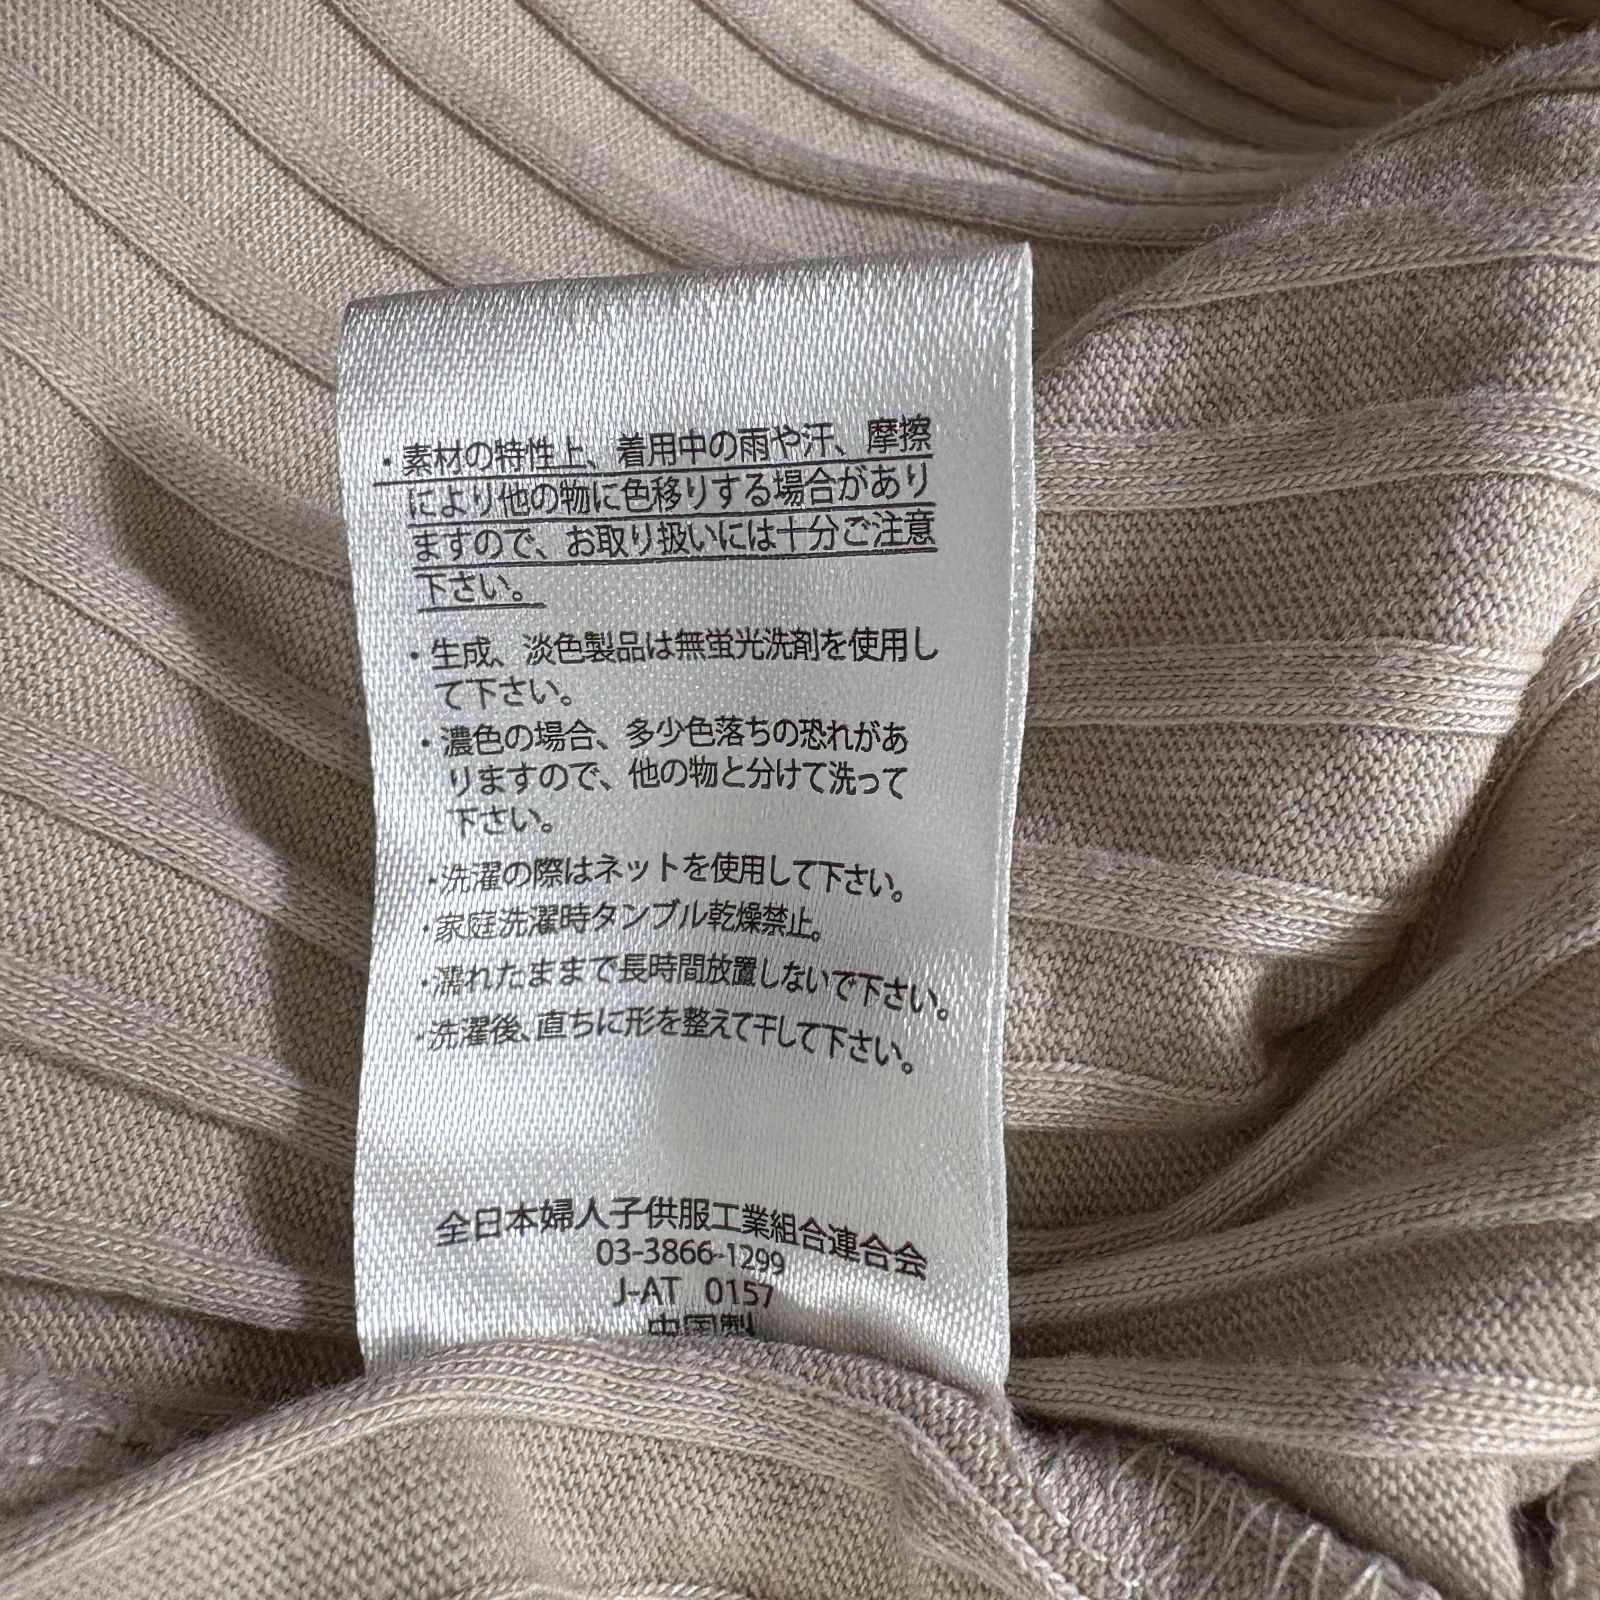 ・素材の特性上、着用中の雨や汗、摩擦
により他の物に色移りする場合があり
ますので、お取り扱いには十分ご注意
下さい。
・生成、淡色製品は無蛍光洗剤を使用し
て下さい。
・濃色の場合、多少色落ちの恐れがあ
りますので、他の物と分けて洗って
下さい。
・洗濯の際はネットを使用して下さい。
・家庭洗濯時タンブル乾燥禁止。
・濡れたままで長時間放置しないで下さい。
・洗濯後、直ちに形を整えて干して下さい。
全日本婦人子供服工業組合連合会
03-3866-1299
J-AT 0157
中国製